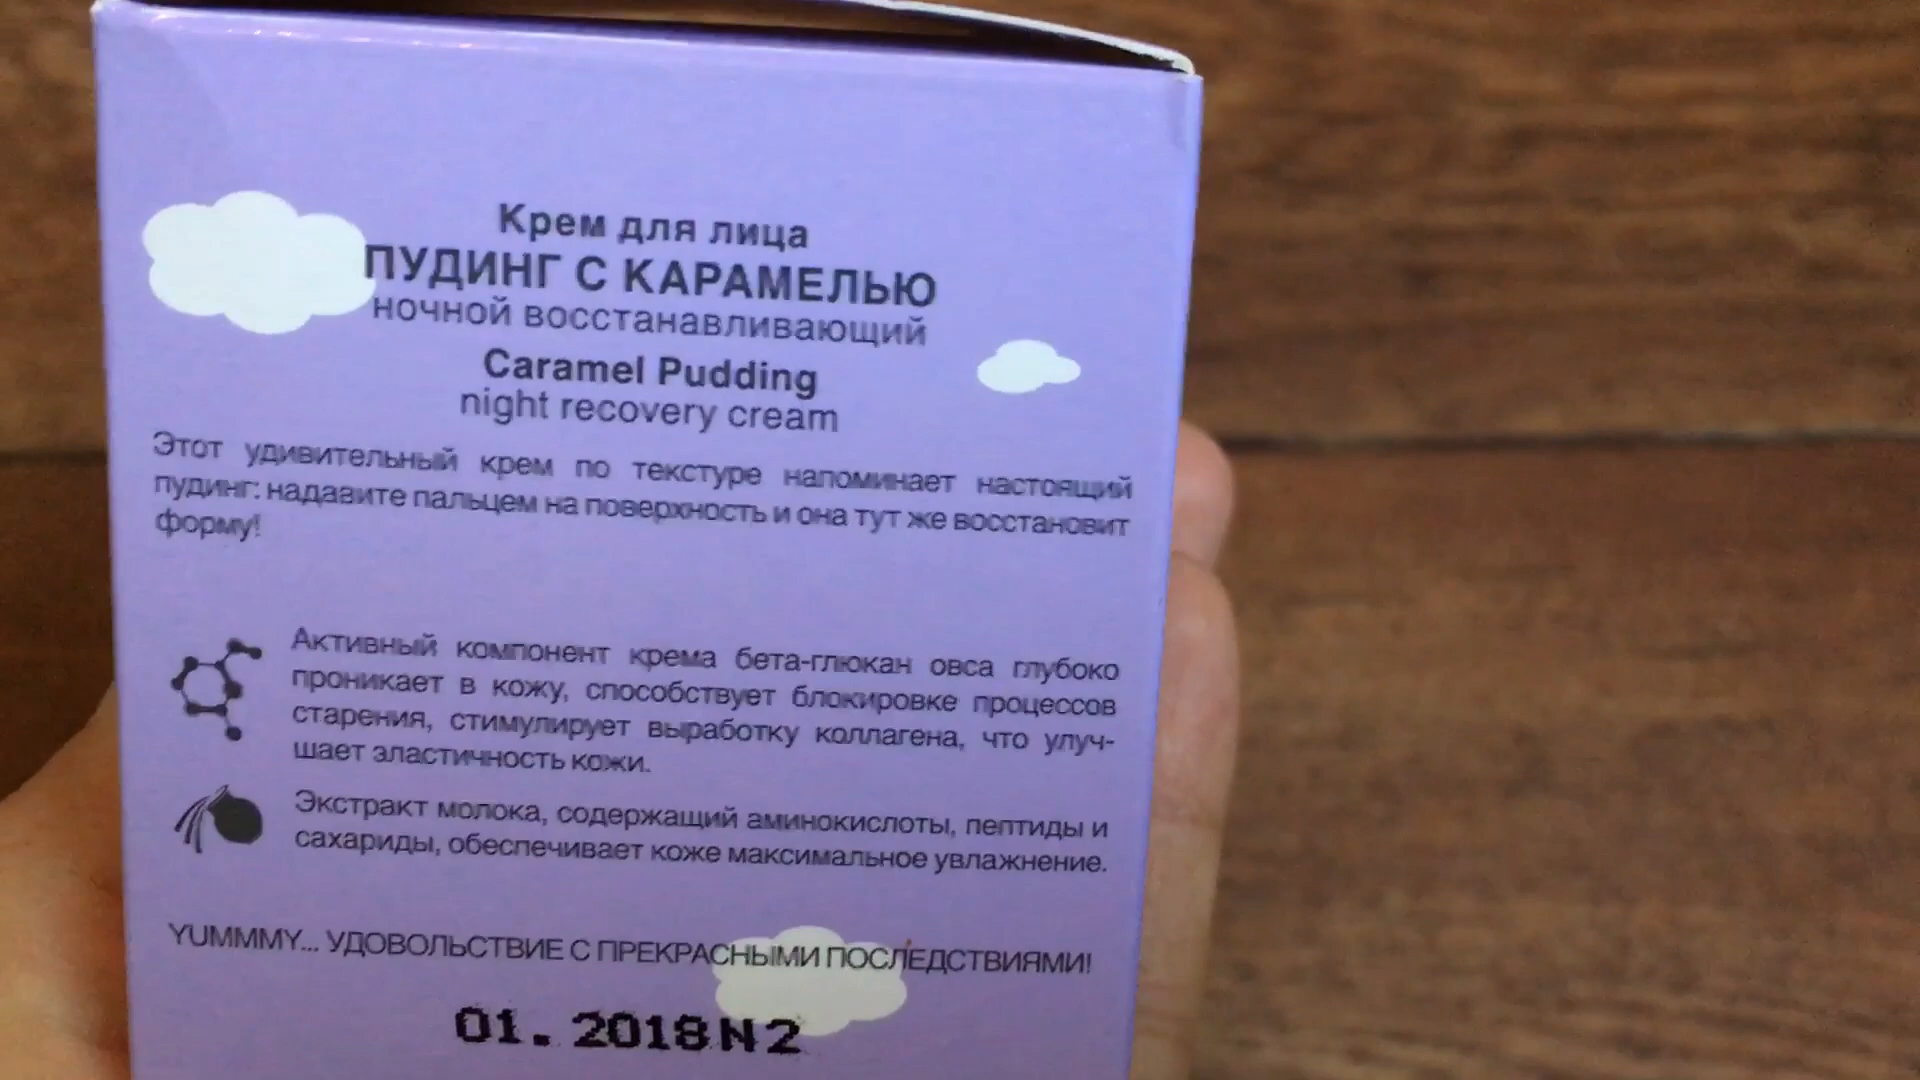 Крем для лица
ПУДИНГ С КАРАМЕЛЬЮ
ночной восстанавливающий
Caramel Pudding
night recovery cream
Этот удивительный крем по текстуре напоминает настоящий
пудинг: надавите пальцем на поверхность и она тут же восстановит
форму!
Активный компонент крема бета-глюкан овса глубоко
проникает в кожу, способствует блокировке процессов
старения, стимулирует выработку коллагена, что улуч-
шает эластичность кожи.
Экстракт молока, содержащий аминокислоты, пептиды и
сахариды, обеспечивает коже максимальное увлажнение.
YUMMMY... УДОВОЛЬСТВИЕ С ПРЕКРАСНЫМИ ПОСЛЕДСТВИЯМИ!
01. 2018 N2